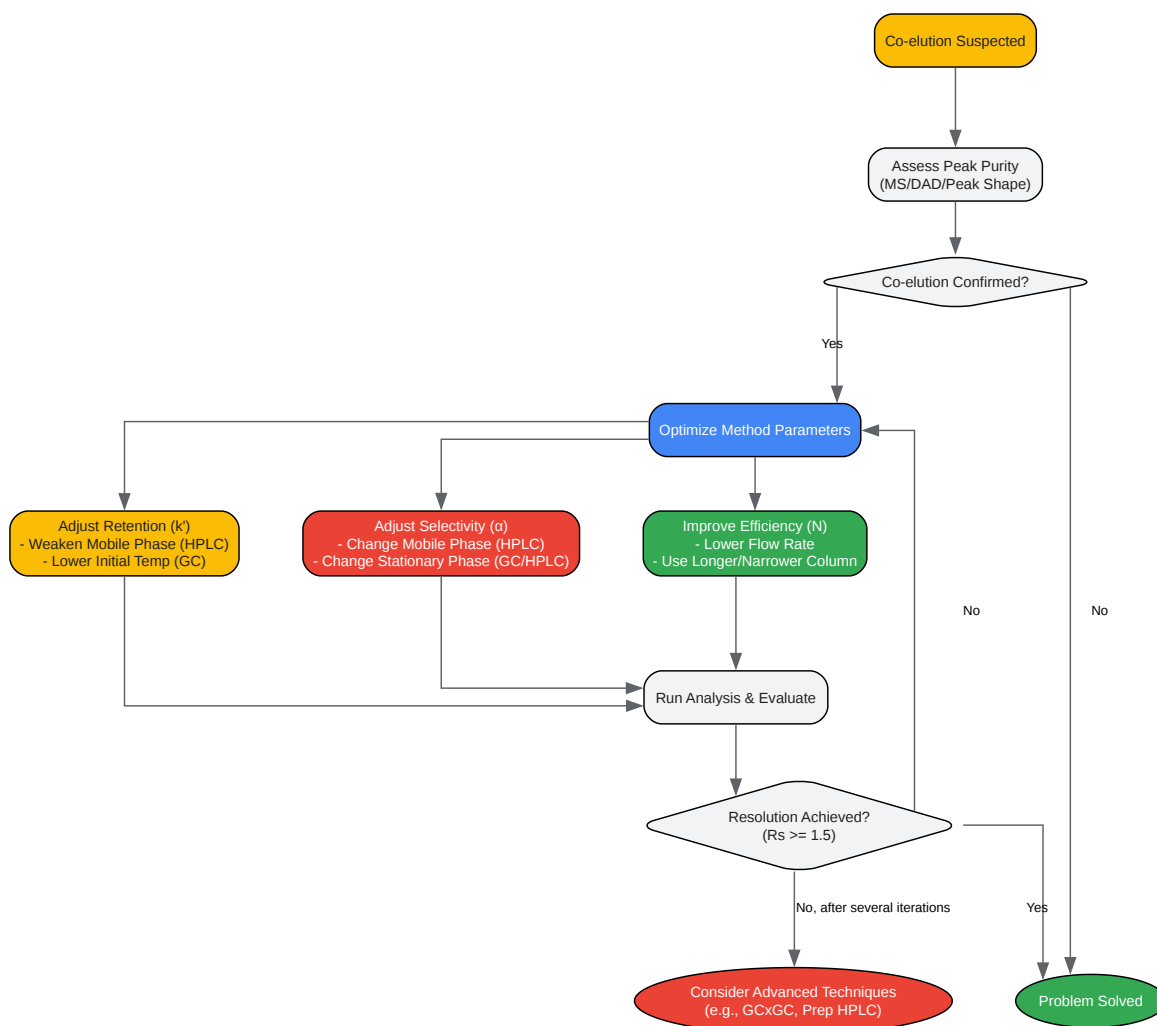 Co-elution Suspected
Assess Peak Purity
(MS/DAD/Peak Shape)
Co-elution Confirmed?
Yes
Optimize Method Parameters
Adjust Retention (k')
- Weaken Mobile Phase (HPLC)
- Lower Initial Temp (GC)
Adjust Selectivity (α)
- Change Mobile Phase (HPLC)
- Change Stationary Phase (GC/HPLC)
Improve Efficiency (N)
- Lower Flow Rate
- Use Longer/Narrower Column
No
No
Run Analysis & Evaluate
Resolution Achieved?
(Rs >= 1.5)
No, after several iterations
Yes
Consider Advanced Techniques
(e.g., GCxGC, Prep HPLC)
Problem Solved